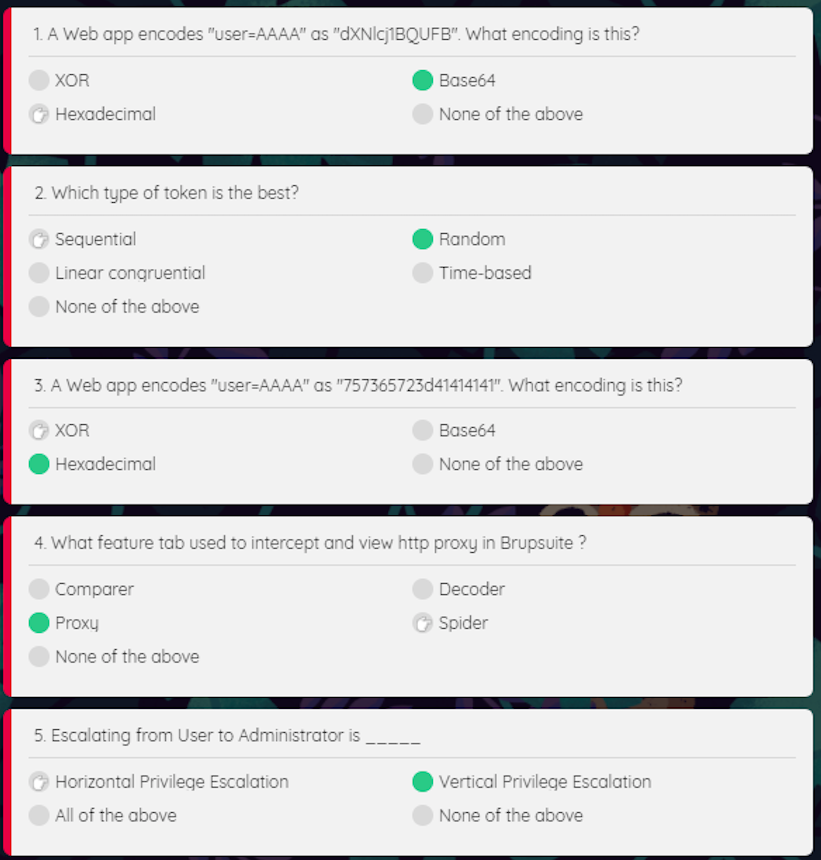 1. A Web app encodes "user=AAAA" as "dXNlcj1BQUFB". What encoding is this?
XOR Base64
Hexadecimal None of the above
2. Which type of token is the best?
Sequential Random
Linear congruential Time-based
None of the above
3. A Web app encodes "user=AAAA" as "757365723d41414141". What encoding is this?
XOR Base64
Hexadecimal None of the above
4. What feature tab used to intercept and view http proxy in Brupsuite ?
Comparer Decoder
Proxy Spider
None of the above
5. Escalating from User to Administrator is _____
Horizontal Privilege Escalation Vertical Privilege Escalation
All of the above None of the above